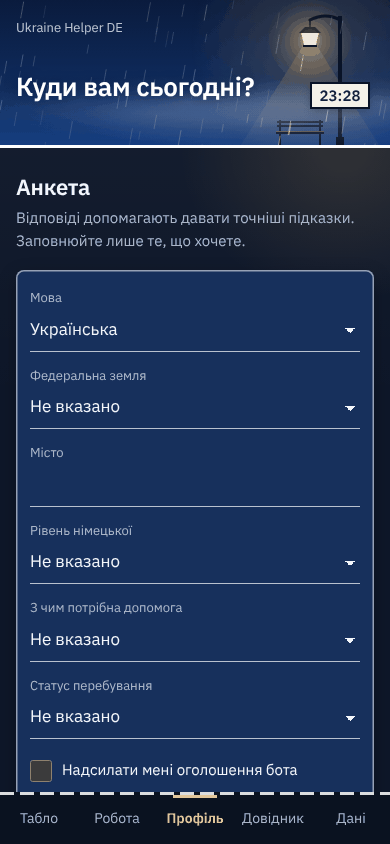 Ukraine Helper DE
Куди вам сьогодні?
23:28
Анкета
Відповіді допомагають давати точніші підказки.
Заповнюйте лише те, що хочете.
Мова
Українська
Федеральна земля
Не вказано
Місто
Рівень німецької
Не вказано
З чим потрібна допомога
Не вказано
Статус перебування
Не вказано
Надсилати мені оголошення бота
Табло Робота Профіль Довідник Дані